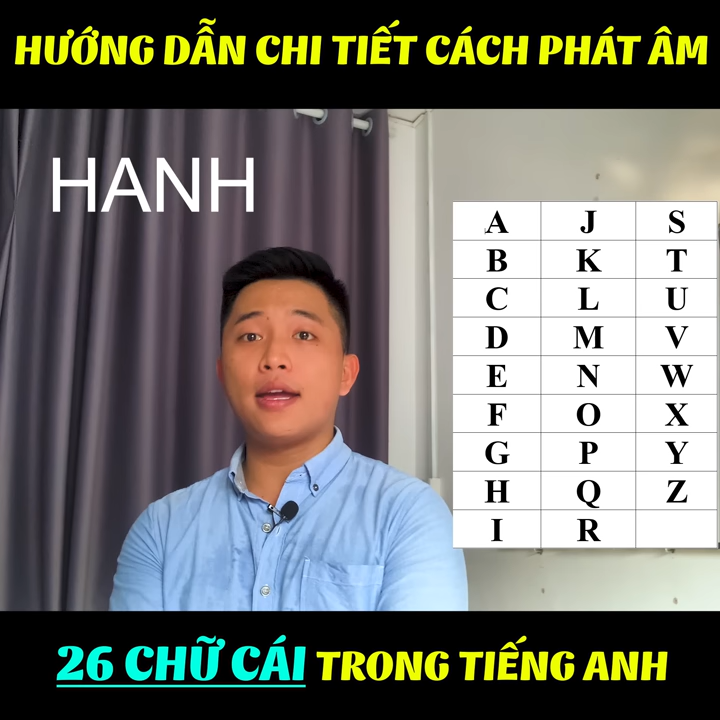 HƯỚNG DẪN CHI TIẾT CÁCH PHÁT ÂM
HANH
A J S
B K T
C L U
D M V
E N W
F O X
G P Y
H Q Z
I R
26 CHỮ CÁI TRONG TIẾNG ANH